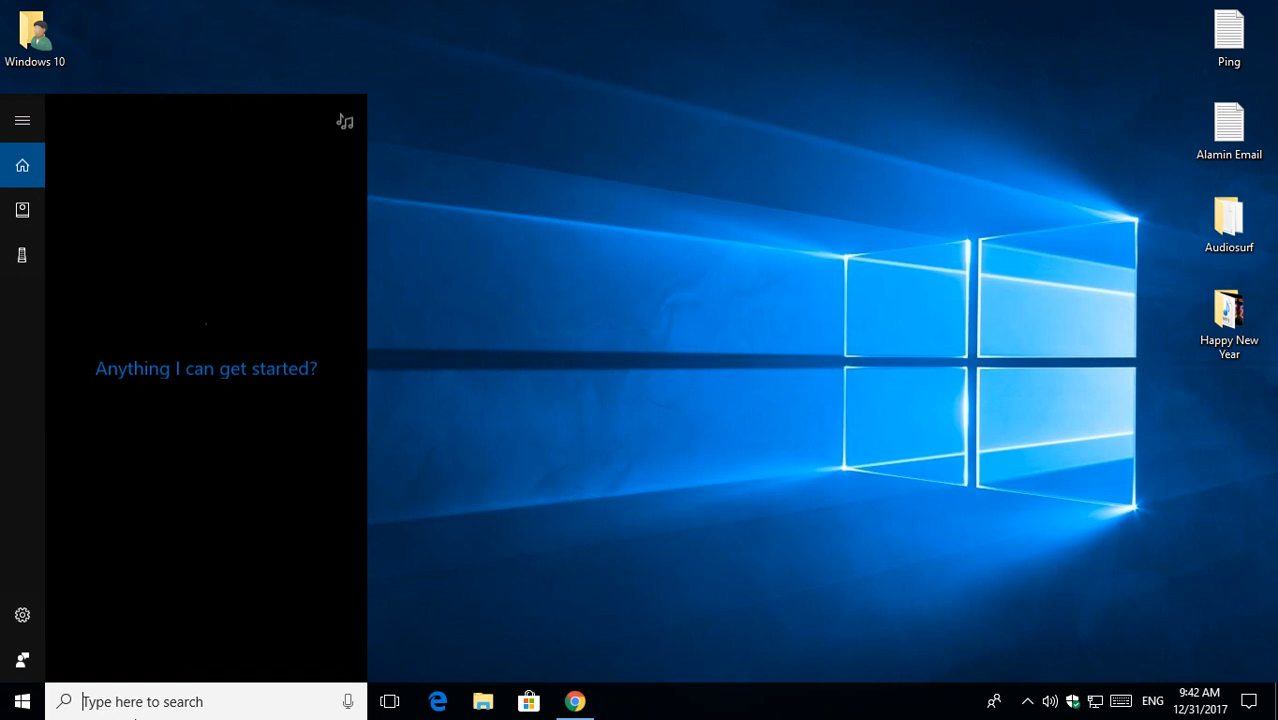 Windows 10
Ping
Alamin Email
Audiosurf
Happy New
Year
Anything I can get started?
Type here to search
ENG
9:42 AM
12/31/2017